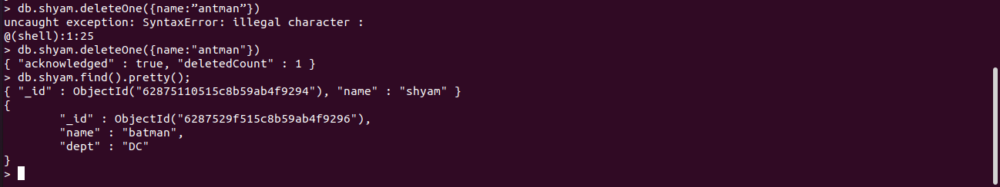 > db.shyam.deleteOne({name:”antman”})
uncaught exception: SyntaxError: illegal character :
@(shell):1:25
> db.shyam.deleteOne({name:"antman"})
{ "acknowledged" : true, "deletedCount" : 1 }
> db.shyam.find().pretty();
{ "_id" : ObjectId("62875110515c8b59ab4f9294"), "name" : "shyam" }
{
        "_id" : ObjectId("6287529f515c8b59ab4f9296"),
        "name" : "batman",
        "dept" : "DC"
}
>